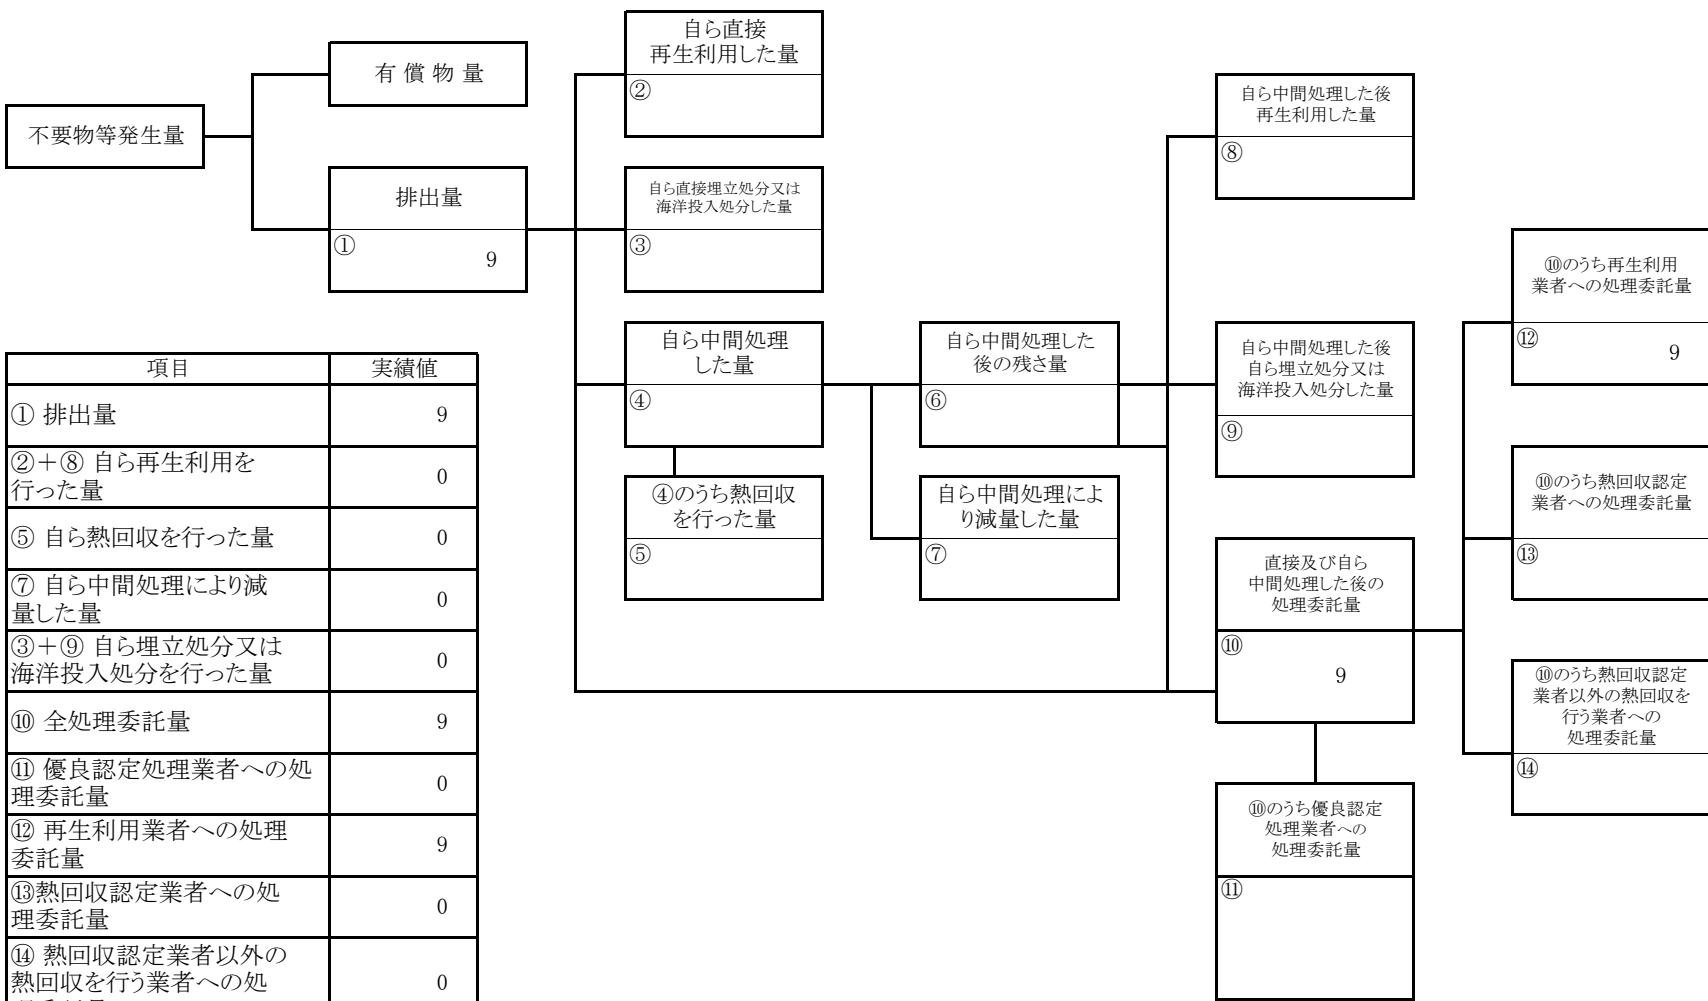 不要物等発生量
有 償 物 量
排出量
①
9
自ら直接
再生利用した量
②
自ら直接埋立処分又は
海洋投入処分した量
③
自ら中間処理
した量
④
④のうち熱回収
を行った量
⑤
自ら中間処理した
後の残さ量
⑥
自ら中間処理によ
り減量した量
⑦
自ら中間処理した後
再生利用した量
⑧
自ら中間処理した後
自ら埋立処分又は
海洋投入処分した量
⑨
直接及び自ら
中間処理した後の
処理委託量
⑩
9
⑩のうち優良認定
処理業者への
処理委託量
⑪
⑩のうち再生利用
業者への処理委託量
⑫
9
⑩のうち熱回収認定
業者への処理委託量
⑬
⑩のうち熱回収認定
業者以外の熱回収を
行う業者への
処理委託量
⑭
項目 実績値
① 排出量 9
②+⑧ 自ら再生利用を
行った量 0
⑤ 自ら熱回収を行った量 0
⑦ 自ら中間処理により減
量した量 0
③+⑨ 自ら埋立処分又は
海洋投入処分を行った量 0
⑩ 全処理委託量 9
⑪ 優良認定処理業者への処
理委託量 0
⑫ 再生利用業者への処理
委託量 9
⑬熱回収認定業者への処
理委託量 0
⑭ 熱回収認定業者以外の
熱回収を行う業者への処 0